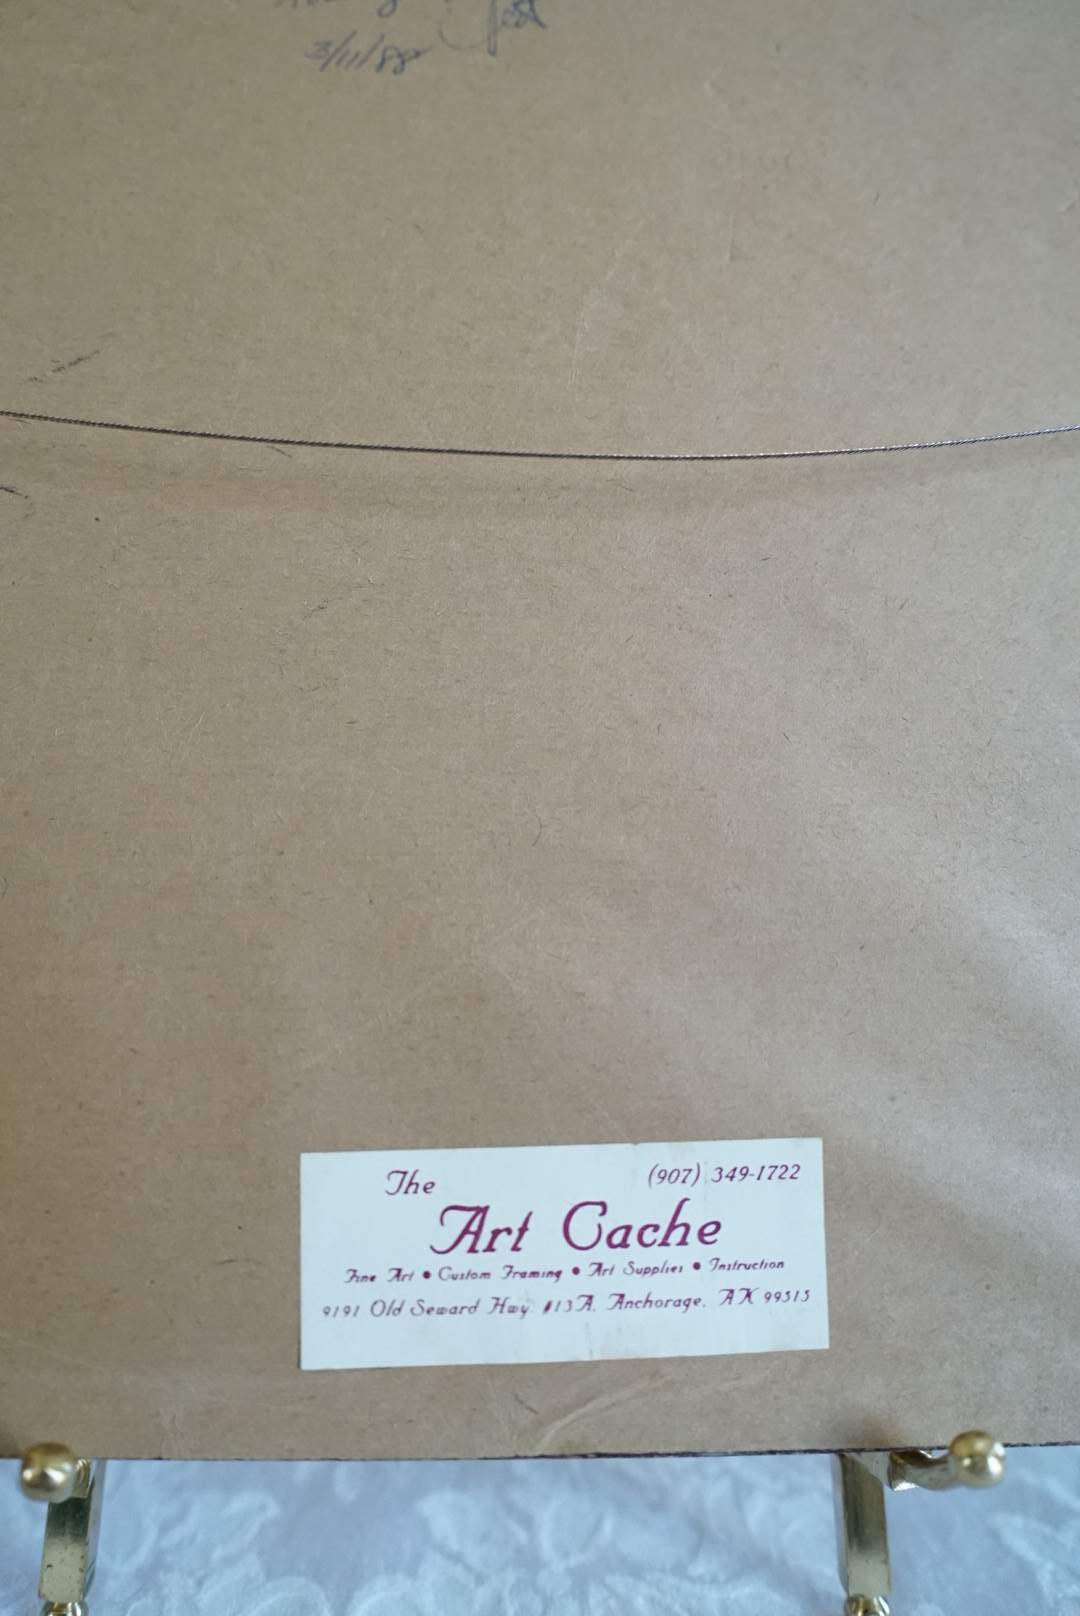 3/11/88
The
(907) 349-1722
Art Cache
Fine Art • Custom Framing • Art Supplies • Instruction
9191 Old Seward Hwy. #13A, Anchorage, AK 99515